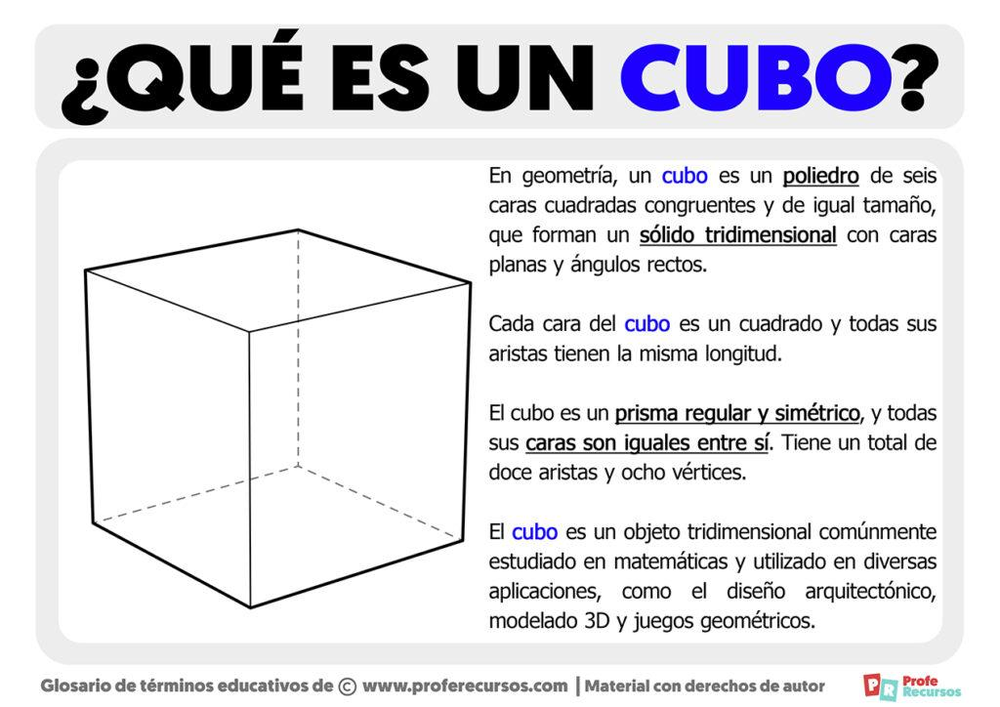 ¿QUÉ ES UN CUBO?
En geometría, un cubo es un poliedro de seis
caras cuadradas congruentes y de igual tamaño,
que forman un sólido tridimensional con caras
planas y ángulos rectos.
Cada cara del cubo es un cuadrado y todas sus
aristas tienen la misma longitud.
El cubo es un prisma regular y simétrico, y todas
sus caras son iguales entre sí. Tiene un total de
doce aristas y ocho vértices.
El cubo es un objeto tridimensional comúnmente
estudiado en matemáticas y utilizado en diversas
aplicaciones, como el diseño arquitectónico,
modelado 3D y juegos geométricos.
Glosario de términos educativos de © www.proferecursos.com | Material con derechos de autor
PR Profe
Recursos